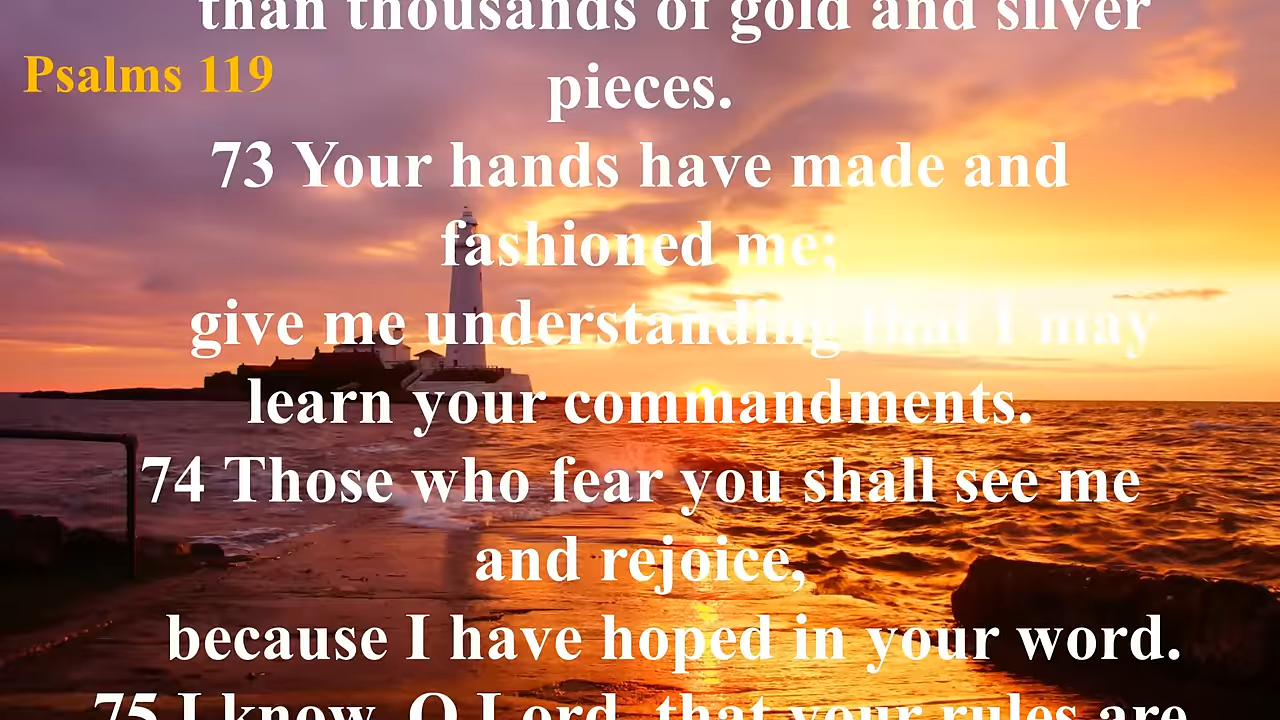 than thousands of gold and silver
Psalms 119
pieces.
73 Your hands have made and
fashioned me;
give me understanding that I may
learn your commandments.
74 Those who fear you shall see me
and rejoice,
because I have hoped in your word.
75 I know, O Lord, that your rules are